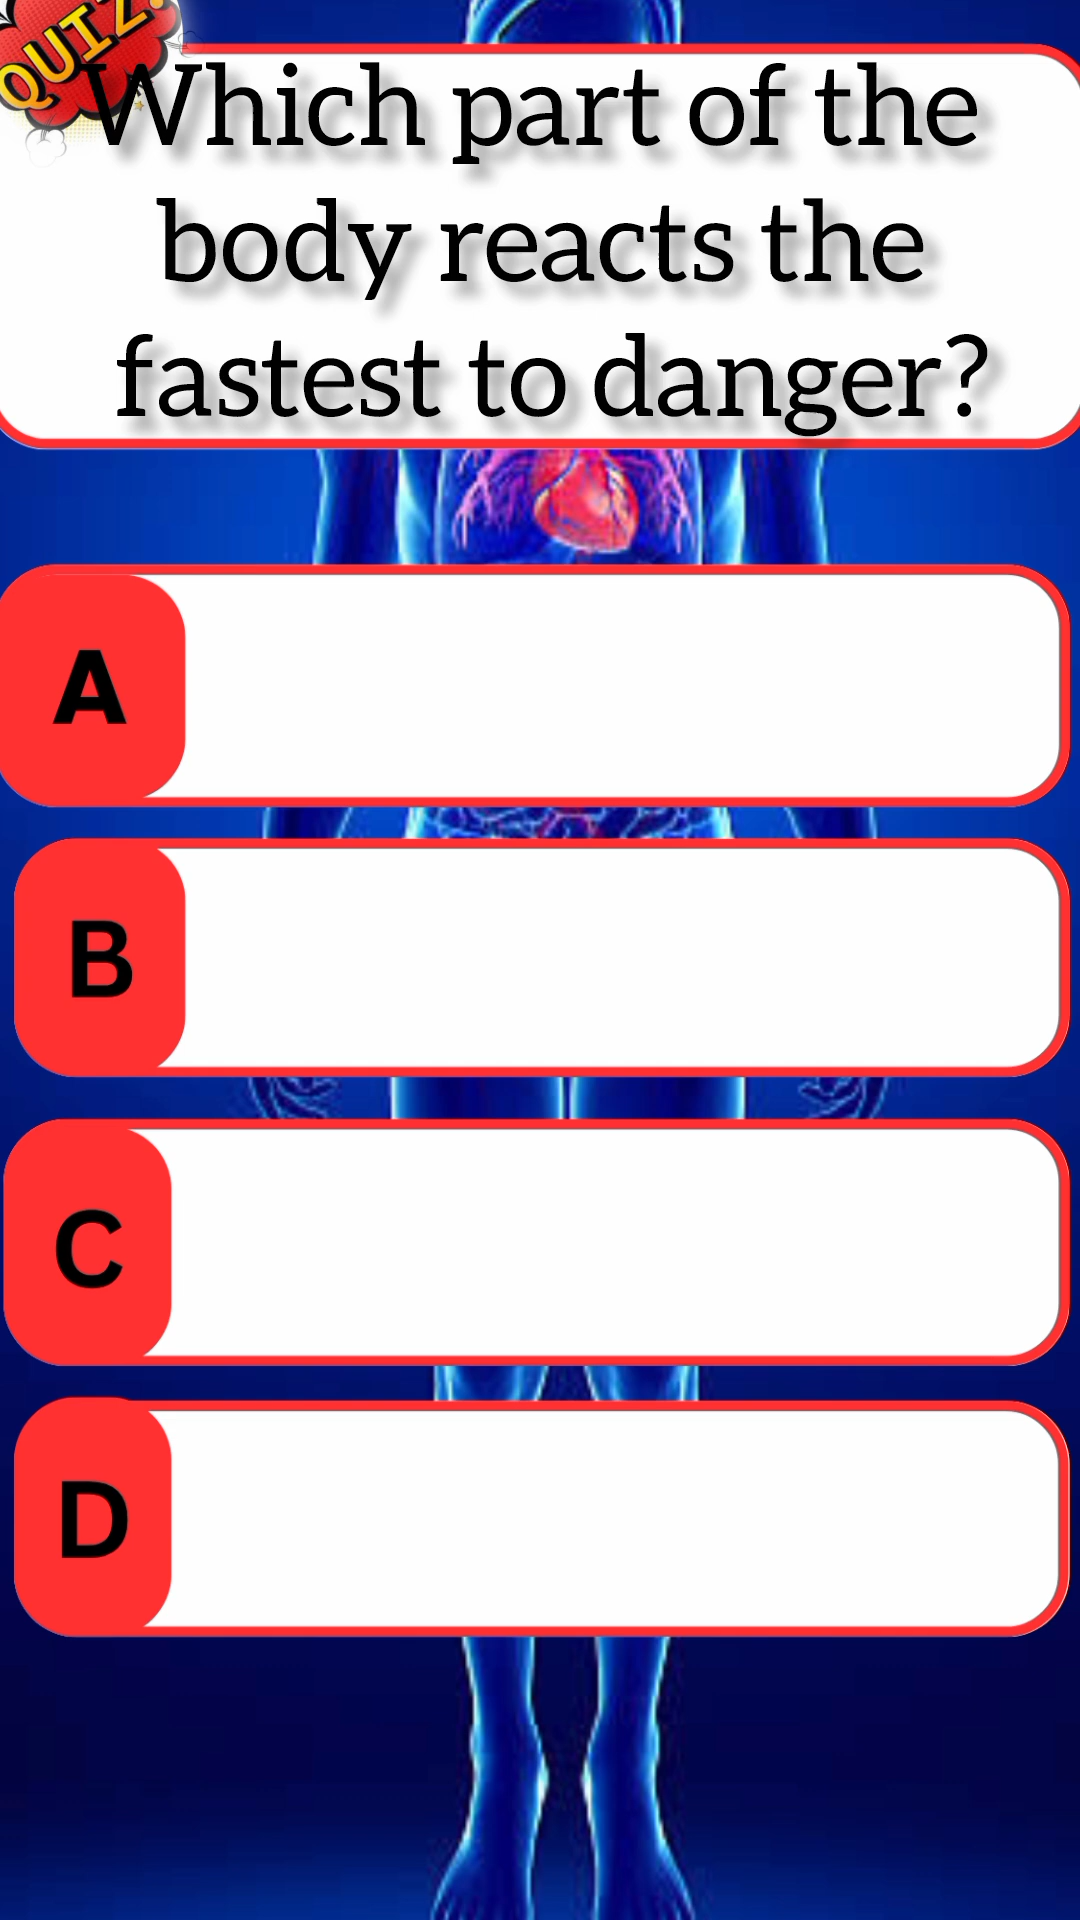 QUIZ!
Which part of the
body reacts the
fastest to danger?
A
B
C
D